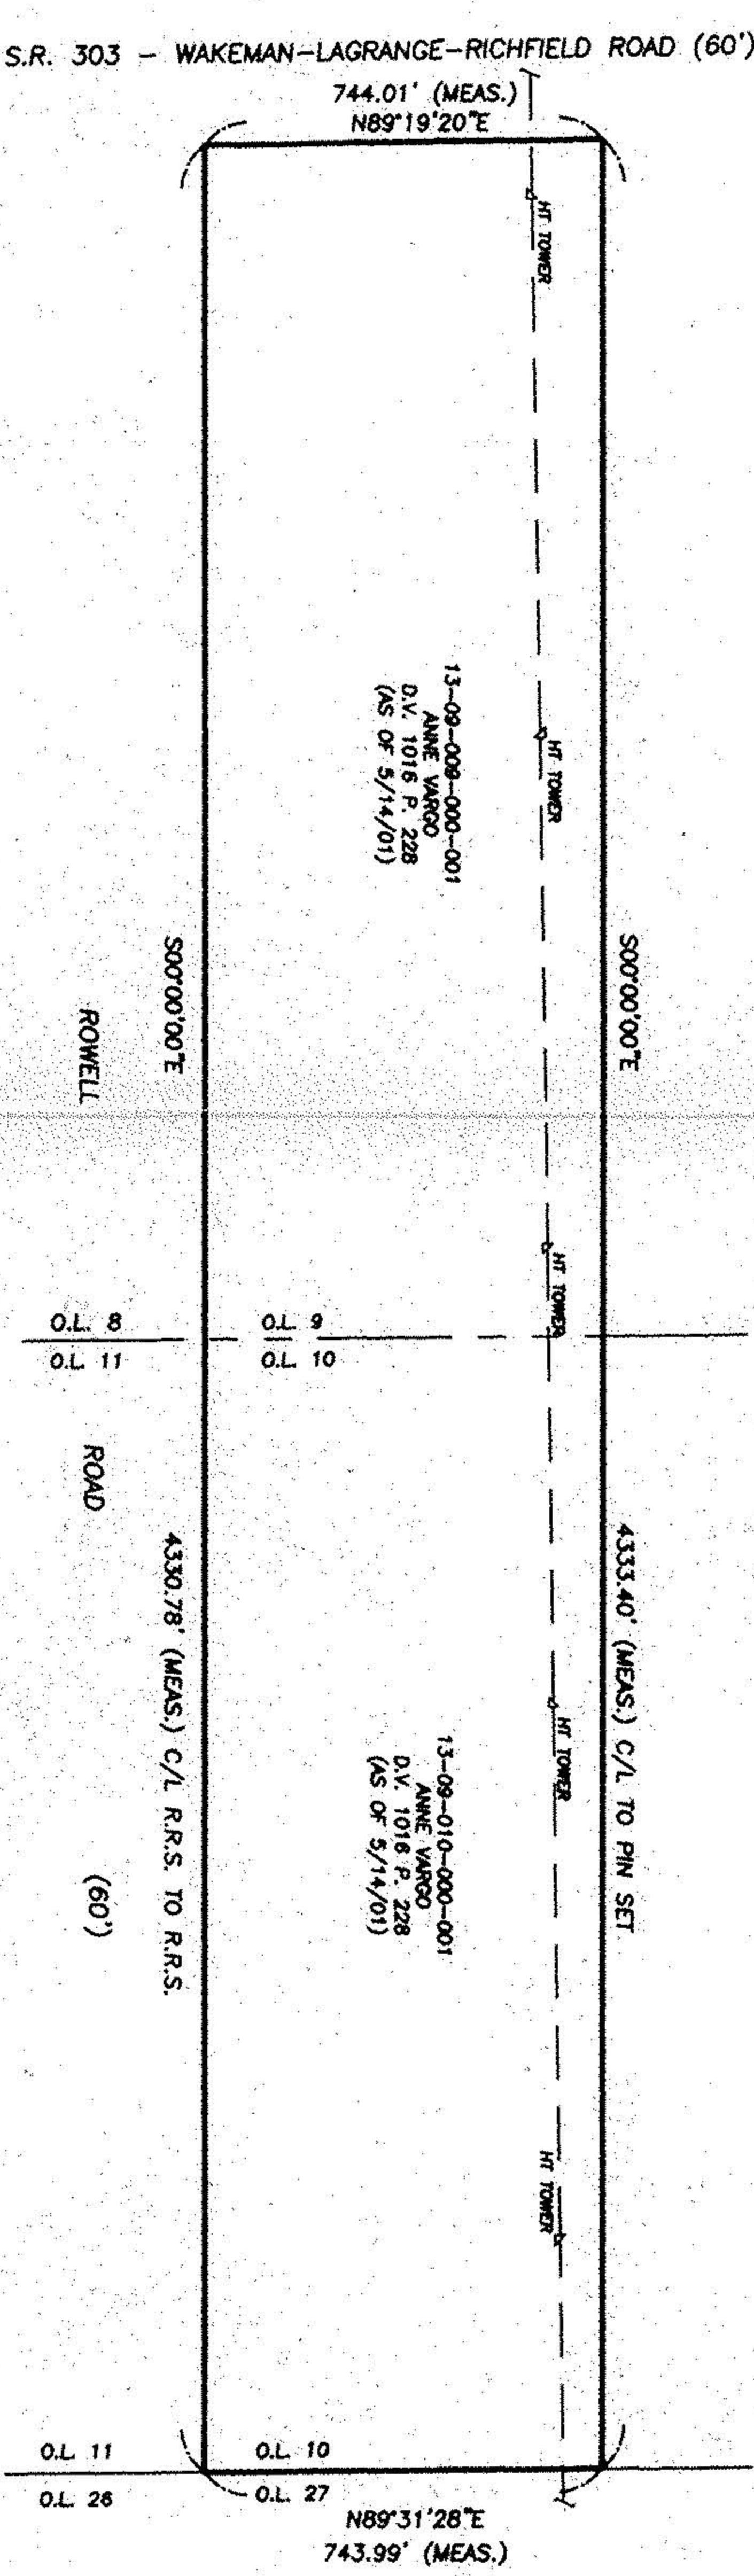 S.R. 303 - WAKEMAN-LAGRANGE-RICHFIELD ROAD (60')
744.01' (MEAS.)
N89°19'20"E
HT TOWER
HT TOWER
13-09-009-000-001
ANNE VARGO
D.V. 1016 P. 228
(AS OF 5/14/01)
S00°00'00"E
S00°00'00"E
ROWELL
HT TOWER
O.L. 8
O.L. 9
O.L. 11
O.L. 10
ROAD
4330.78' (MEAS.) C/L R.R.S. TO R.R.S.
4333.40' (MEAS.) C/L TO PIN SET
HT TOWER
13-09-010-000-001
ANNE VARGO
D.V. 1016 P. 228
(AS OF 5/14/01)
(60')
HT TOWER
O.L. 11
O.L. 10
O.L. 26
O.L. 27
N89°31'28"E
743.99' (MEAS.)